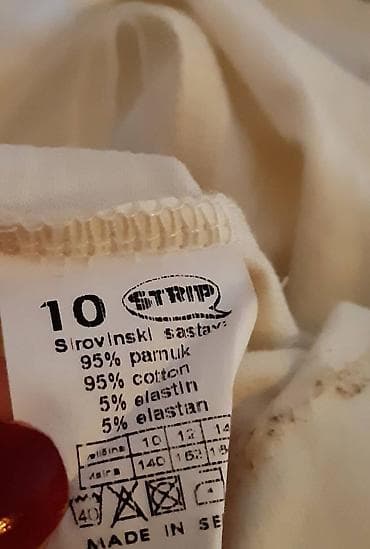 10 STRIP
Sirovinski sastav:
95% pamuk
95% cotton
5% elastin
5% elastan
10 12 14
140 152
40
MADE IN SE